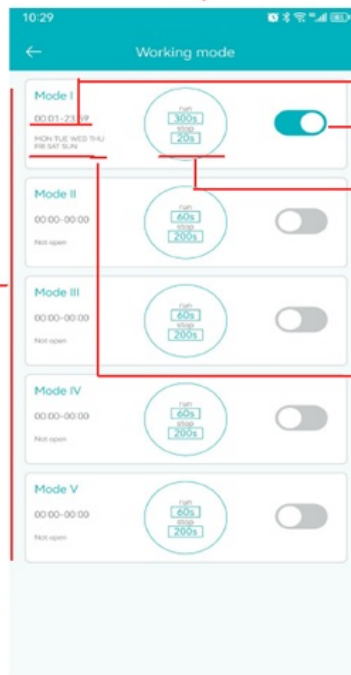 10:29
Working mode
Mode I
00:01-23:59
MON TUE WED THU
FRI SAT SUN
run
300s
stop
20s
Mode II
00:00-00:00
Not open
run
60s
stop
200s
Mode III
00:00-00:00
Not open
run
60s
stop
200s
Mode IV
00:00-00:00
Not open
run
60s
stop
200s
Mode V
00:00-00:00
Not open
run
60s
stop
200s